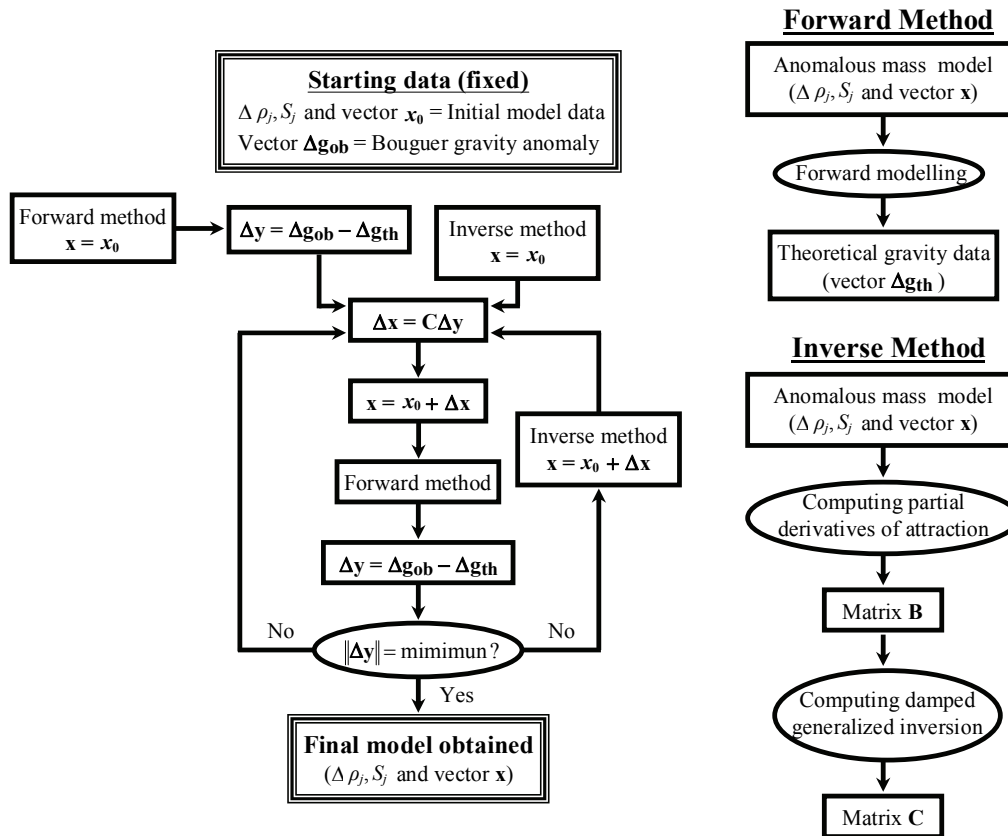 Starting data (fixed)
Δ ρj, Sj and vector x0 = Initial model data
Vector Δgob = Bouguer gravity anomaly
Forward method
x = x0
Δy = Δgob − Δgth
Inverse method
x = x0
Δx = CΔy
x = x0 + Δx
Forward method
Δy = Δgob − Δgth
Inverse method
x = x0 + Δx
No
No
||Δy|| = mimimun ?
Yes
Final model obtained
(Δ ρj, Sj and vector x)
Forward Method
Anomalous mass model
(Δ ρj, Sj and vector x)
Forward modelling
Theoretical gravity data
(vector Δgth )
Inverse Method
Anomalous mass model
(Δ ρj, Sj and vector x)
Computing partial
derivatives of attraction
Matrix B
Computing damped
generalized inversion
Matrix C